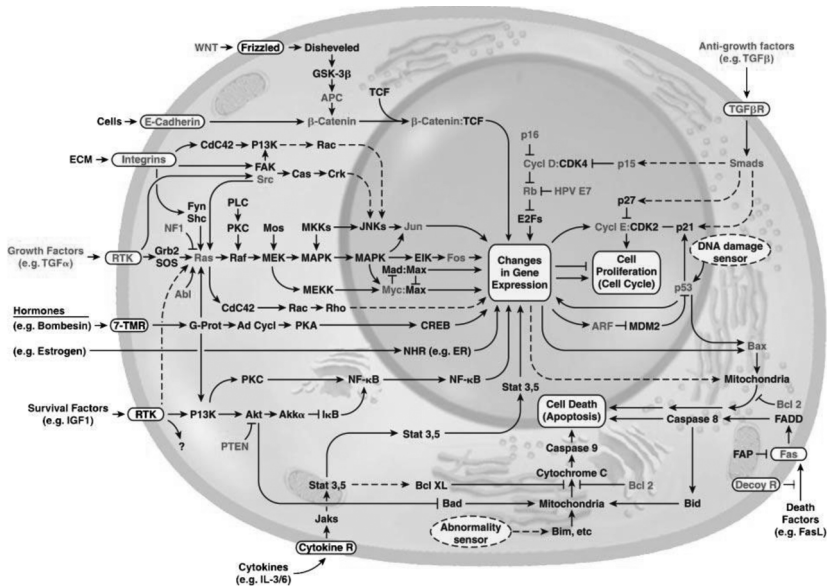 WNT
Frizzled
Disheveled
GSK-3β
APC
TCF
Cells
E-Cadherin
β-Catenin
β-Catenin:TCF
ECM
Integrins
CdC42
P13K
Rac
FAK
Src
Cas
Crk
Fyn
Shc
PLC
NF1
PKC
Mos
MKKs
JNKs
Jun
Growth Factors
(e.g. TGFα)
RTK
Grb2
SOS
Ras
Raf
MEK
MAPK
MAPK
ElK
Fos
Mad:Max
MEKK
Myc:Max
Abl
CdC42
Rac
Rho
Hormones
(e.g. Bombesin)
7-TMR
G-Prot
Ad Cycl
PKA
CREB
(e.g. Estrogen)
NHR (e.g. ER)
PKC
NF-κB
NF-κB
Survival Factors
(e.g. IGF1)
RTK
P13K
Akt
Akkα
IκB
?
PTEN
Stat 3,5
Stat 3,5
Stat 3,5
Bcl XL
Bad
Jaks
Cytokine R
Cytokines
(e.g. IL-3/6)
Changes
in Gene
Expression
Anti-growth factors
(e.g. TGFβ)
TGFβR
Smads
p16
Cycl D:CDK4
p15
Rb
HPV E7
E2Fs
p27
Cycl E:CDK2
p21
DNA damage
sensor
Cell
Proliferation
(Cell Cycle)
p53
ARF
MDM2
Bax
Mitochondria
Bcl 2
Cell Death
(Apoptosis)
Caspase 8
FADD
Caspase 9
FAP
Fas
Cytochrome C
Bcl 2
Decoy R
Mitochondria
Bid
Death
Factors
(e.g. FasL)
Abnormality
sensor
Bim, etc